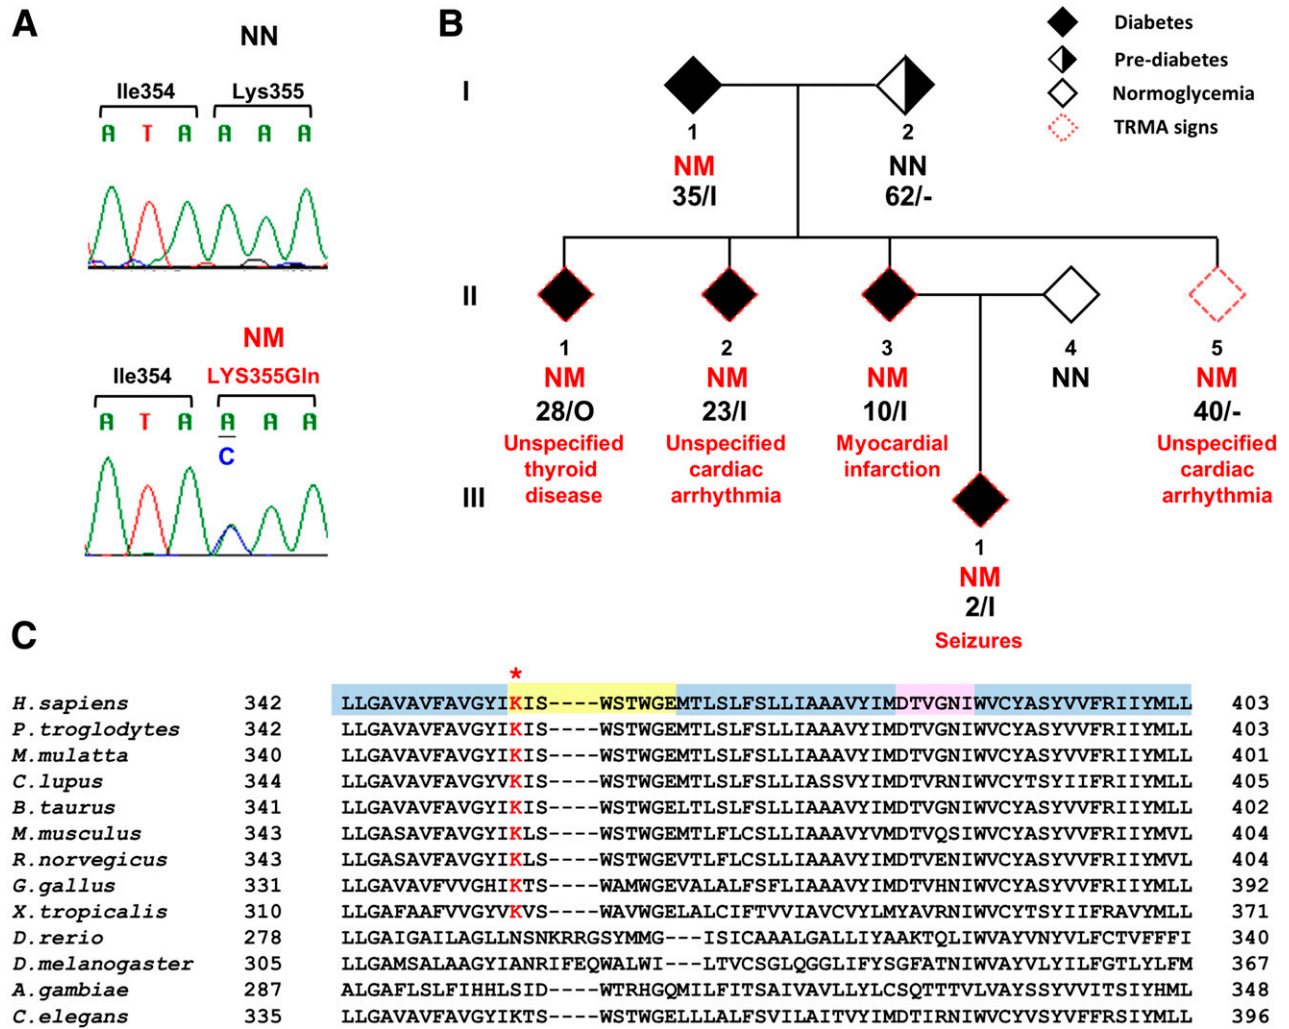 A
NN
Ile354 Lys355
A T A A A A
NM
Ile354 LYS355Gln
A T A A A A
C
B
Diabetes
Pre-diabetes
Normoglycemia
TRMA signs
I
1 2
NM NN
35/I 62/-
II
1 2 3 4 5
NM NM NM NN NM
28/O 23/I 10/I 40/-
Unspecified Unspecified Myocardial Unspecified
thyroid cardiac infarction cardiac
disease arrhythmia arrhythmia
III
1
NM
2/I
Seizures
C
*
H.sapiens 342 LLGAVAVFAVGYIKIS----WSTWGEMTLSLFSLLIAAAVYIMDTVGNIWVCYASYVVFRIIYMLL 403
P.troglodytes 342 LLGAVAVFAVGYIKIS----WSTWGEMTLSLFSLLIAAAVYIMDTVGNIWVCYASYVVFRIIYMLL 403
M.mulatta 340 LLGAVAVFAVGYIKIS----WSTWGEMTLSLFSLLIAAAVYIMDTVGNIWVCYASYVVFRIIYMLL 401
C.lupus 344 LLGAVAVFAVGYVKIS----WSTWGEMTLSLFSLLIASSVYIMDTVRNIWVCYTSYIIFRIIYMLL 405
B.taurus 341 LLGAVAVFAVGYIKIS----WSTWGELTLSLFSLLIAAAVYIMDTVGNIWVCYASYVVFRIIYMLL 402
M.musculus 343 LLGASAVFAVGYIKLS----WSTWGEMTLFLCSLLIAAAVYVMDTVQSIWVCYASYVVFRIIYMVL 404
R.norvegicus 343 LLGASAVFAVGYIKLS----WSTWGEVTLFLCSLLIAAAVYIMDTVENIWVCYASYVVFRIIYMVL 404
G.gallus 331 LLGAVAVFVVGHIKTS----WAMWGEVALALFSFLIAAAVYIMDTVHNIWVCYASYVVFRIIYMLL 392
X.tropicalis 310 LLGAFAAFVVGYVKVS----WAVWGELALCIFTVVIAVCVYLMYAVRNIWVCYTSYIIFRAVYMLL 371
D.rerio 278 LLGAIGAILAGLLNSNKRRGSYMMG---ISICAAALGALLIYAAKTQLIWVAYVNYVLFCTVFFFI 340
D.melanogaster 305 LLGAMSALAAGYIANRIFEQWALWI---LTVCSGLQGGLIFYSGFATNIWVAYVLYILFGTLYLFM 367
A.gambiae 287 ALGAFLSLFIHHLSID----WTRHGQMILFITSAIVAVLLYLCSQTTTVLVAYSSYVVITSIYHML 348
C.elegans 335 LLGAVAVFAVGYIKTS----WSTWGELLLALFSVILAITVYIMDTIRNIWVCYASYVVFRIIYMLL 396